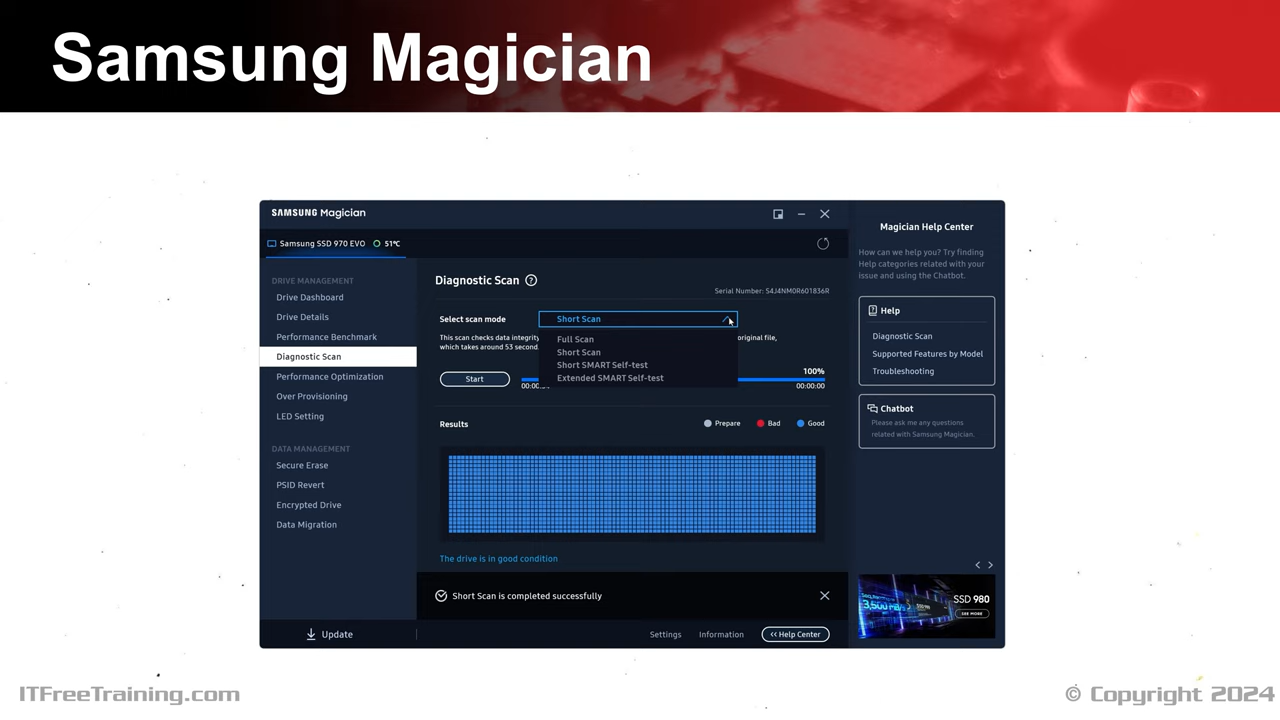 Samsung Magician
SAMSUNG Magician
Samsung SSD 970 EVO 51℃
DRIVE MANAGEMENT
Drive Dashboard
Drive Details
Performance Benchmark
Diagnostic Scan
Performance Optimization
Over Provisioning
LED Setting
DATA MANAGEMENT
Secure Erase
PSID Revert
Encrypted Drive
Data Migration
Update
Diagnostic Scan ?
Serial Number: S4J4NM0R601836R
Select scan mode
Short Scan
This scan checks data integrity
original file,
which takes around 53 second
Full Scan
Short Scan
Short SMART Self-test
Extended SMART Self-test
Start
100%
00:00:00
Results
Prepare Bad Good
The drive is in good condition
Short Scan is completed successfully
Settings Information << Help Center
Magician Help Center
How can we help you? Try finding
Help categories related with your
issue and using the Chatbot.
Help
Diagnostic Scan
Supported Features by Model
Troubleshooting
Chatbot
Please ask me any questions
related with Samsung Magician.
3,500 MB/s
SSD 980
SEE MORE
ITFreeTraining.com
© Copyright 2024